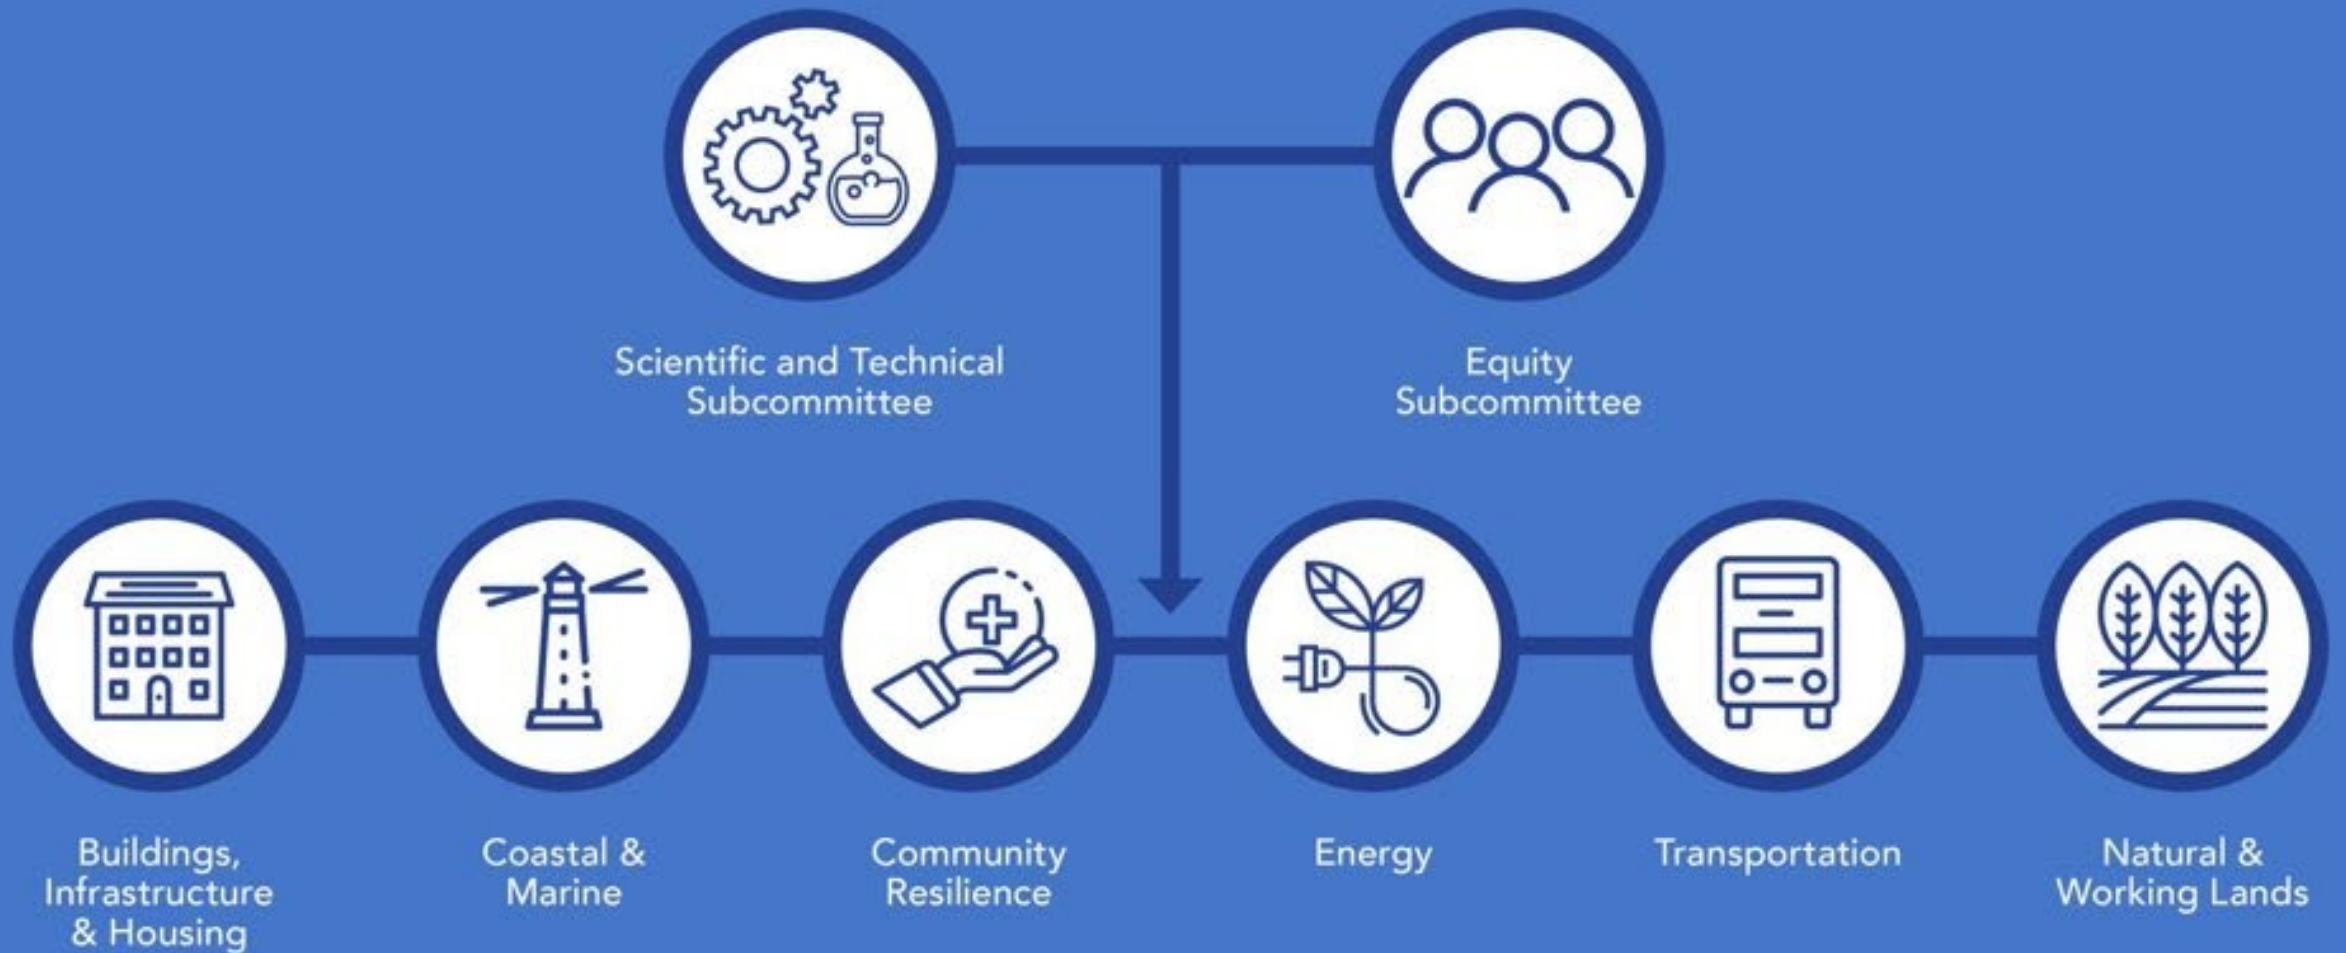 Scientific and Technical
Subcommittee
Equity
Subcommittee
Buildings,
Infrastructure
& Housing
Coastal &
Marine
Community
Resilience
Energy
Transportation
Natural &
Working Lands